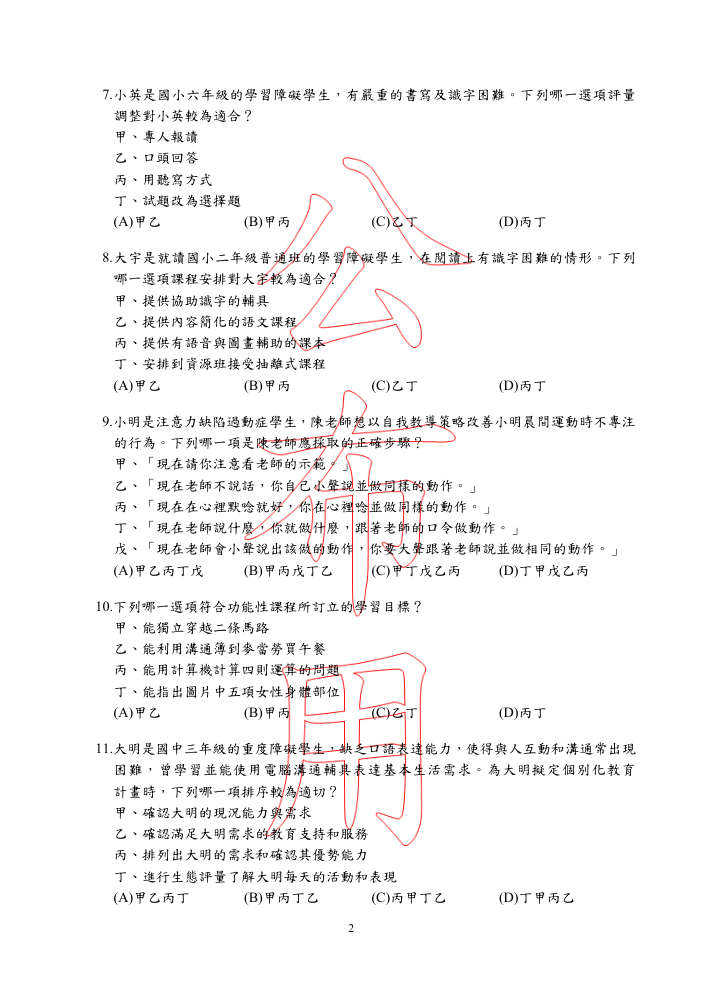 7.小英是國小六年級的學習障礙學生，有嚴重的書寫及識字困難。下列哪一選項評量
調整對小英較為適合？
甲、專人報讀
乙、口頭回答
丙、用聽寫方式
丁、試題改為選擇題
(A)甲乙 (B)甲丙 (C)乙丁 (D)丙丁
8.大宇是就讀國小二年級普通班的學習障礙學生，在閱讀上有識字困難的情形。下列
哪一選項課程安排對大宇較為適合？
甲、提供協助識字的輔具
乙、提供內容簡化的語文課程
丙、提供有語音與圖畫輔助的課本
丁、安排到資源班接受抽離式課程
(A)甲乙 (B)甲丙 (C)乙丁 (D)丙丁
9.小明是注意力缺陷過動症學生，陳老師想以自我教導策略改善小明晨間運動時不專注
的行為。下列哪一項是陳老師應採取的正確步驟？
甲、「現在請你注意看老師的示範。」
乙、「現在老師不說話，你自己小聲說並做同樣的動作。」
丙、「現在在心裡默唸就好，你在心裡唸並做同樣的動作。」
丁、「現在老師說什麼，你就做什麼，跟著老師的口令做動作。」
戊、「現在老師會小聲說出該做的動作，你要大聲跟著老師說並做相同的動作。」
(A)甲乙丙丁戊 (B)甲丙戊丁乙 (C)甲丁戊乙丙 (D)丁甲戊乙丙
10.下列哪一選項符合功能性課程所訂立的學習目標？
甲、能獨立穿越二條馬路
乙、能利用溝通簿到麥當勞買午餐
丙、能用計算機計算四則運算的問題
丁、能指出圖片中五項女性身體部位
(A)甲乙 (B)甲丙 (C)乙丁 (D)丙丁
11.大明是國中三年級的重度障礙學生，缺乏口語表達能力，使得與人互動和溝通常出現
困難，曾學習並能使用電腦溝通輔具表達基本生活需求。為大明擬定個別化教育
計畫時，下列哪一項排序較為適切？
甲、確認大明的現況能力與需求
乙、確認滿足大明需求的教育支持和服務
丙、排列出大明的需求和確認其優勢能力
丁、進行生態評量了解大明每天的活動和表現
(A)甲乙丙丁 (B)甲丙丁乙 (C)丙甲丁乙 (D)丁甲丙乙
2
公
布
用